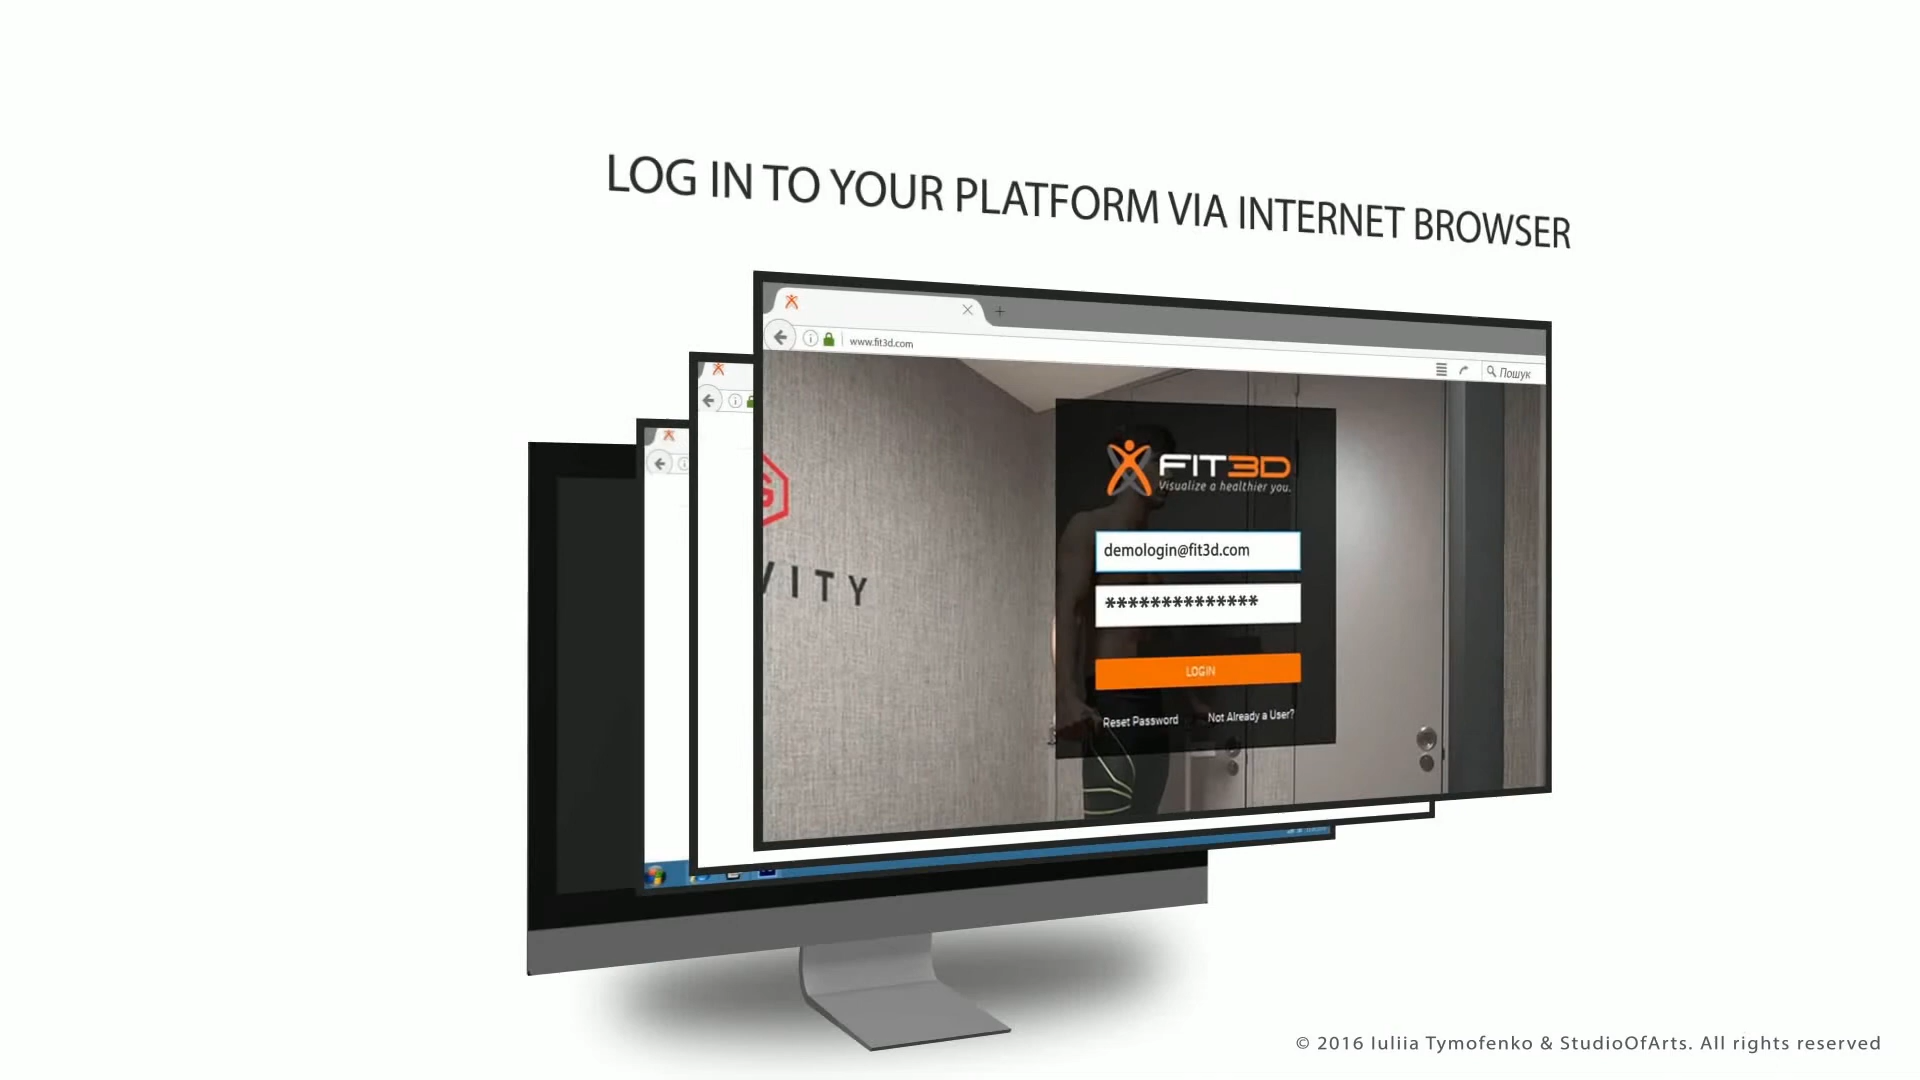 LOG IN TO YOUR PLATFORM VIA INTERNET BROWSER
www.fit3d.com
Пошук
FIT3D
Visualize a healthier you.
demologin@fit3d.com
**************
VITY
LOGIN
Reset Password
Not Already a User?
© 2016 Iuliia Tymofenko & StudioOfArts. All rights reserved